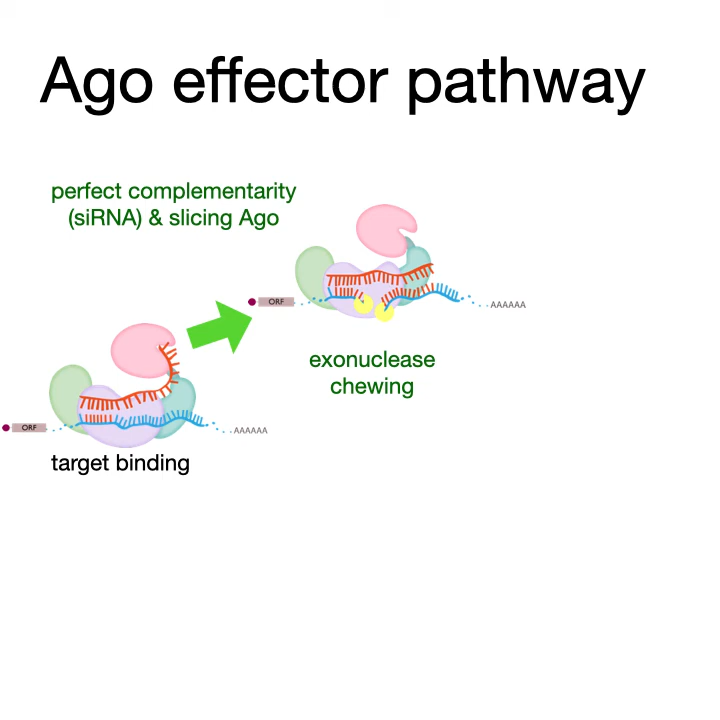 Ago effector pathway
perfect complementarity
(siRNA) & slicing Ago
ORF
AAAAAA
exonuclease
chewing
ORF
AAAAAA
target binding